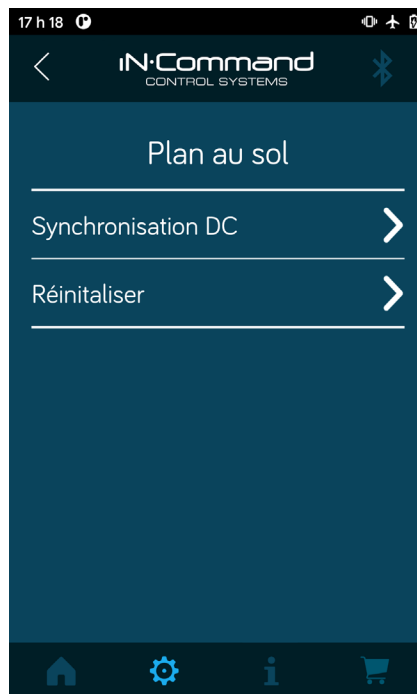 17 h 18
iN·Command
CONTROL SYSTEMS
Plan au sol
Synchronisation DC
Réinitaliser